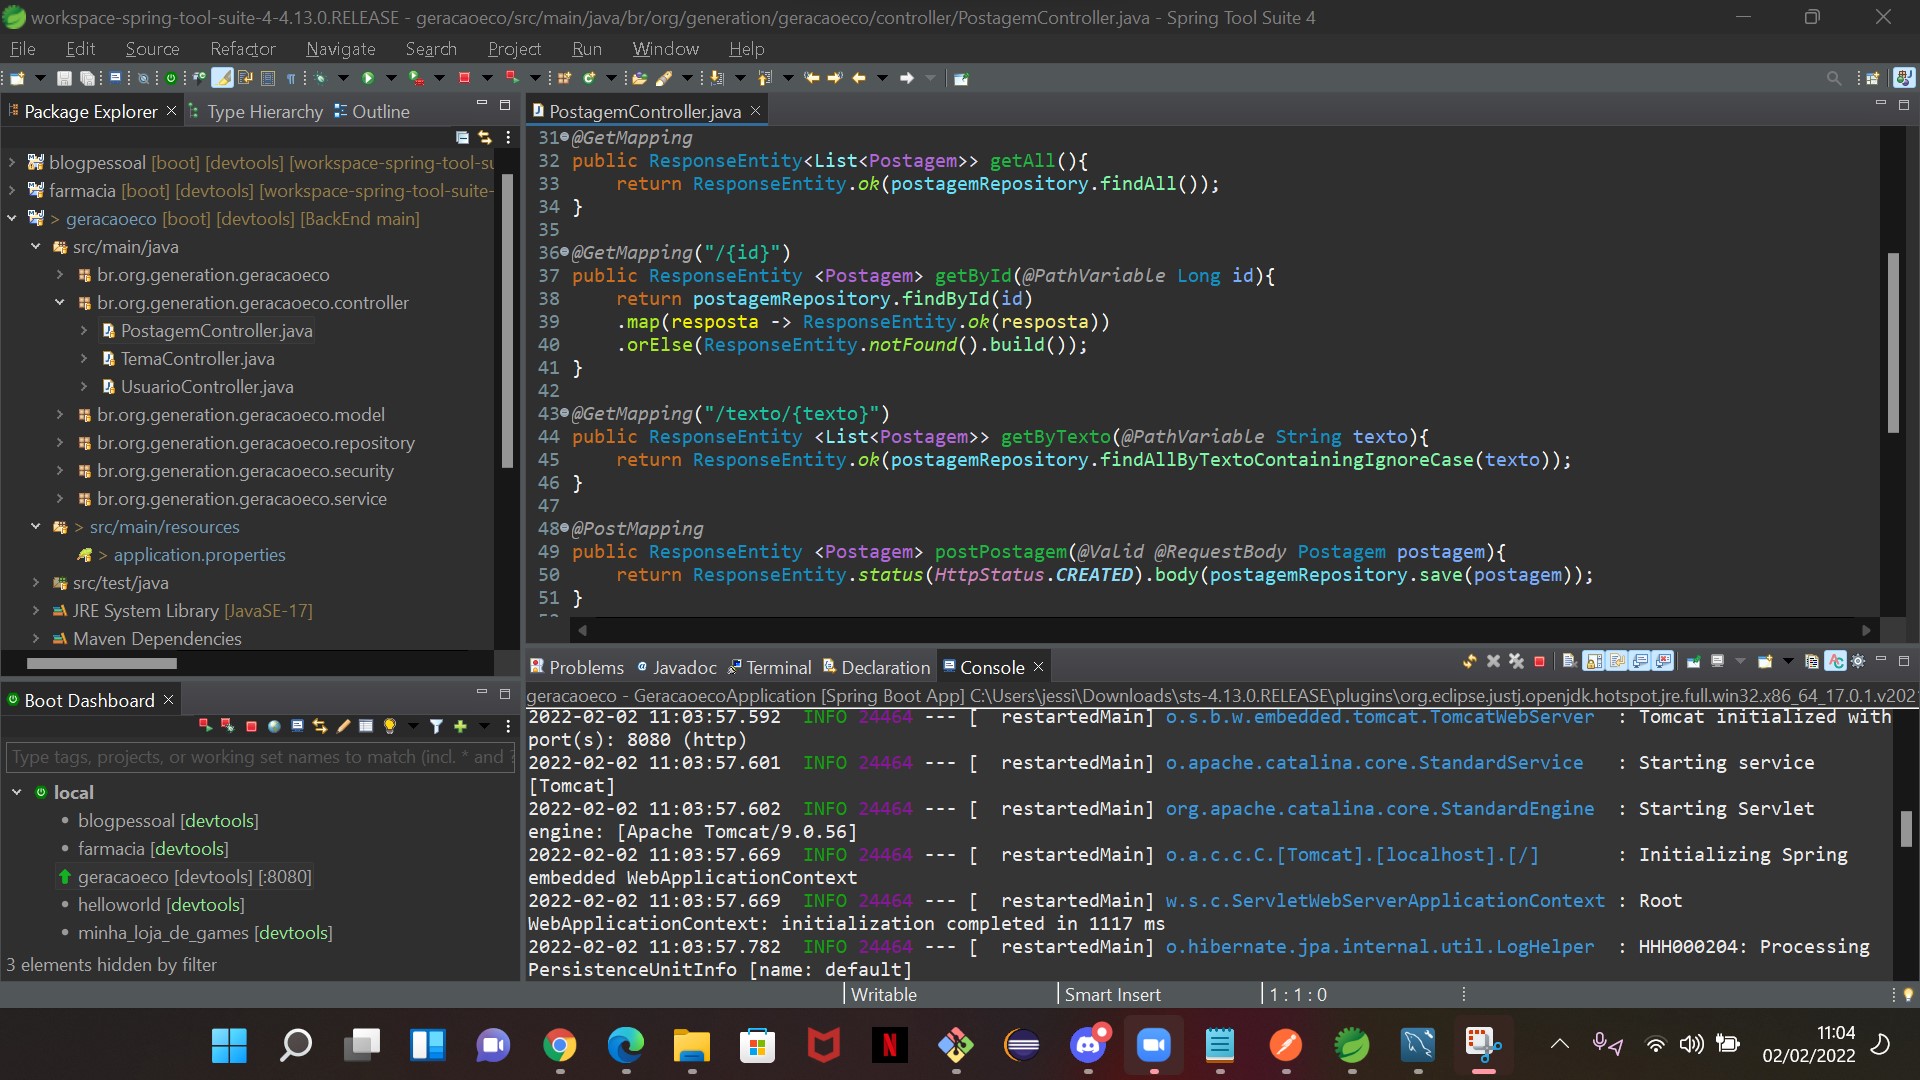 workspace-spring-tool-suite-4-4.13.0.RELEASE - geracaoeco/src/main/java/br/org/generation/geracaoeco/controller/PostagemController.java - Spring Tool Suite 4
File Edit Source Refactor Navigate Search Project Run Window Help
Package Explorer Type Hierarchy Outline
blogpessoal [boot] [devtools] [workspace-spring-tool-su
farmacia [boot] [devtools] [workspace-spring-tool-suite-
> geracaoeco [boot] [devtools] [BackEnd main]
src/main/java
br.org.generation.geracaoeco
br.org.generation.geracaoeco.controller
PostagemController.java
TemaController.java
UsuarioController.java
br.org.generation.geracaoeco.model
br.org.generation.geracaoeco.repository
br.org.generation.geracaoeco.security
br.org.generation.geracaoeco.service
> src/main/resources
> application.properties
src/test/java
JRE System Library [JavaSE-17]
Maven Dependencies
PostagemController.java
31 @GetMapping
32 public ResponseEntity<List<Postagem>> getAll(){
33 return ResponseEntity.ok(postagemRepository.findAll());
34 }
35
36 @GetMapping("/{id}")
37 public ResponseEntity <Postagem> getById(@PathVariable Long id){
38 return postagemRepository.findById(id)
39 .map(resposta -> ResponseEntity.ok(resposta))
40 .orElse(ResponseEntity.notFound().build());
41 }
42
43 @GetMapping("/texto/{texto}")
44 public ResponseEntity <List<Postagem>> getByTexto(@PathVariable String texto){
45 return ResponseEntity.ok(postagemRepository.findAllByTextoContainingIgnoreCase(texto));
46 }
47
48 @PostMapping
49 public ResponseEntity <Postagem> postPostagem(@Valid @RequestBody Postagem postagem){
50 return ResponseEntity.status(HttpStatus.CREATED).body(postagemRepository.save(postagem));
51 }
Boot Dashboard
Type tags, projects, or working set names to match (incl. * and ?
local
blogpessoal [devtools]
farmacia [devtools]
geracaoeco [devtools] [:8080]
helloworld [devtools]
minha_loja_de_games [devtools]
3 elements hidden by filter
Problems Javadoc Terminal Declaration Console
geracaoeco - GeracaoecoApplication [Spring Boot App] C:\Users\jessi\Downloads\sts-4.13.0.RELEASE\plugins\org.eclipse.justj.openjdk.hotspot.jre.full.win32.x86_64_17.0.1.v202
2022-02-02 11:03:57.592 INFO 24464 --- [ restartedMain] o.s.b.w.embedded.tomcat.TomcatWebServer : Tomcat initialized with
port(s): 8080 (http)
2022-02-02 11:03:57.601 INFO 24464 --- [ restartedMain] o.apache.catalina.core.StandardService : Starting service
[Tomcat]
2022-02-02 11:03:57.602 INFO 24464 --- [ restartedMain] org.apache.catalina.core.StandardEngine : Starting Servlet
engine: [Apache Tomcat/9.0.56]
2022-02-02 11:03:57.669 INFO 24464 --- [ restartedMain] o.a.c.c.C.[Tomcat].[localhost].[/] : Initializing Spring
embedded WebApplicationContext
2022-02-02 11:03:57.669 INFO 24464 --- [ restartedMain] w.s.c.ServletWebServerApplicationContext : Root
WebApplicationContext: initialization completed in 1117 ms
2022-02-02 11:03:57.782 INFO 24464 --- [ restartedMain] o.hibernate.jpa.internal.util.LogHelper : HHH000204: Processing
PersistenceUnitInfo [name: default]
Writable Smart Insert 1 : 1 : 0
11:04
02/02/2022